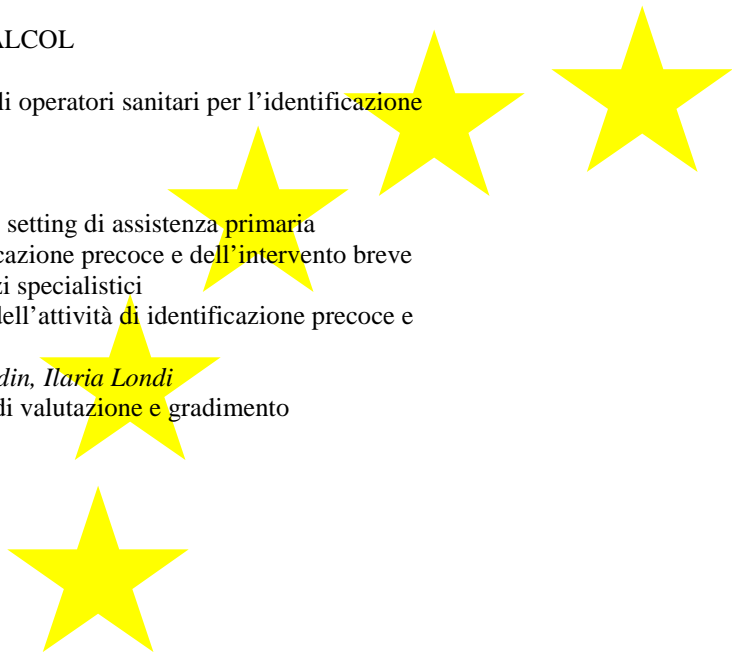 ALCOL
li operatori sanitari per l’identificazione
setting di assistenza primaria
cazione precoce e dell’intervento breve
zi specialistici
dell’attività di identificazione precoce e
din, Ilaria Londi
di valutazione e gradimento